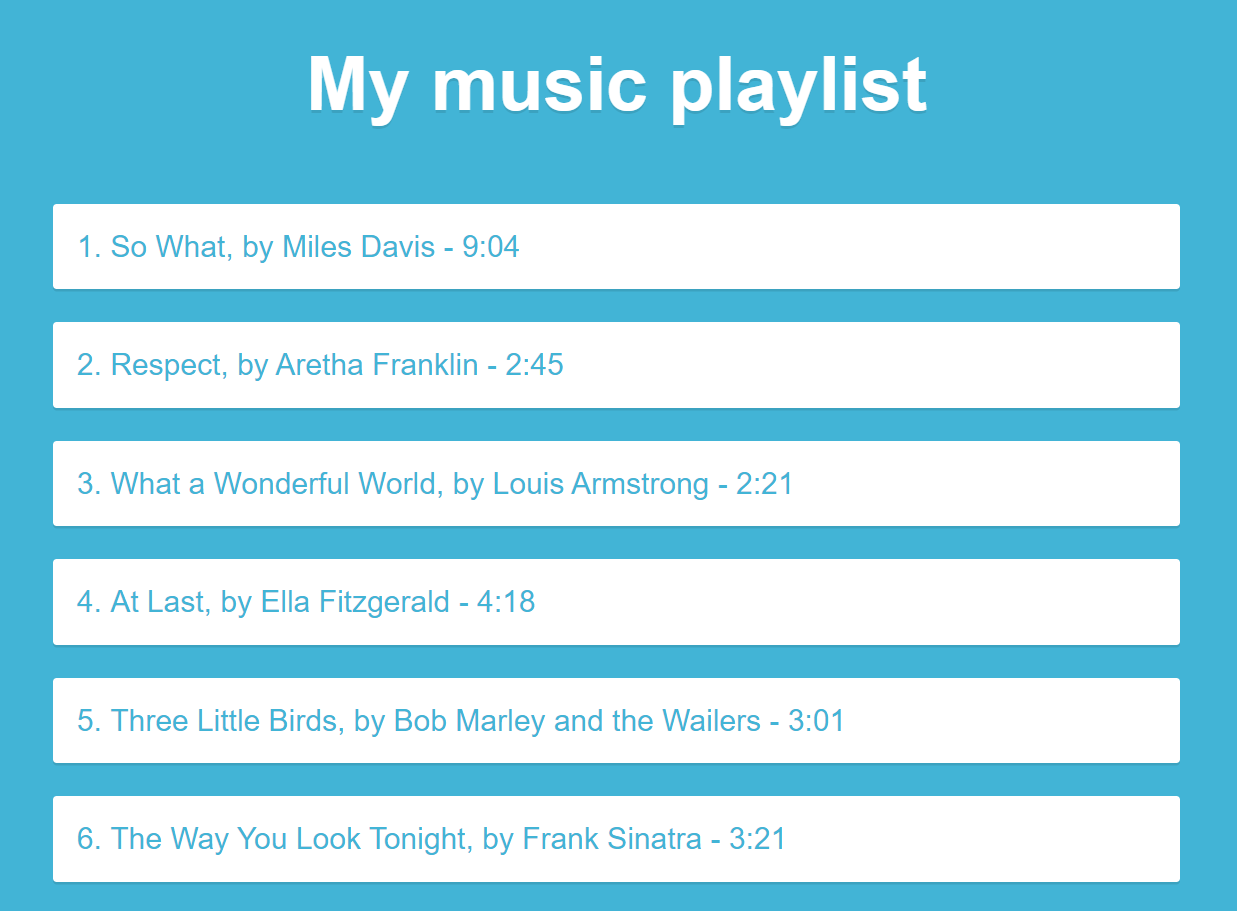 My music playlist
1. So What, by Miles Davis - 9:04
2. Respect, by Aretha Franklin - 2:45
3. What a Wonderful World, by Louis Armstrong - 2:21
4. At Last, by Ella Fitzgerald - 4:18
5. Three Little Birds, by Bob Marley and the Wailers - 3:01
6. The Way You Look Tonight, by Frank Sinatra - 3:21